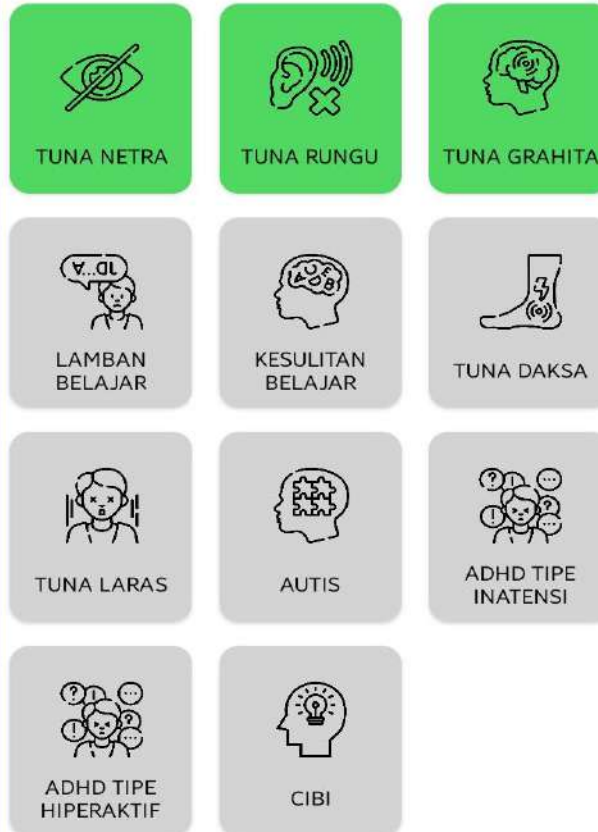 TUNA NETRA
TUNA RUNGU
TUNA GRAHITA
LAMBAN
BELAJAR
KESULITAN
BELAJAR
TUNA DAKSA
TUNA LARAS
AUTIS
ADHD TIPE
INATENSI
ADHD TIPE
HIPERAKTIF
CIBI